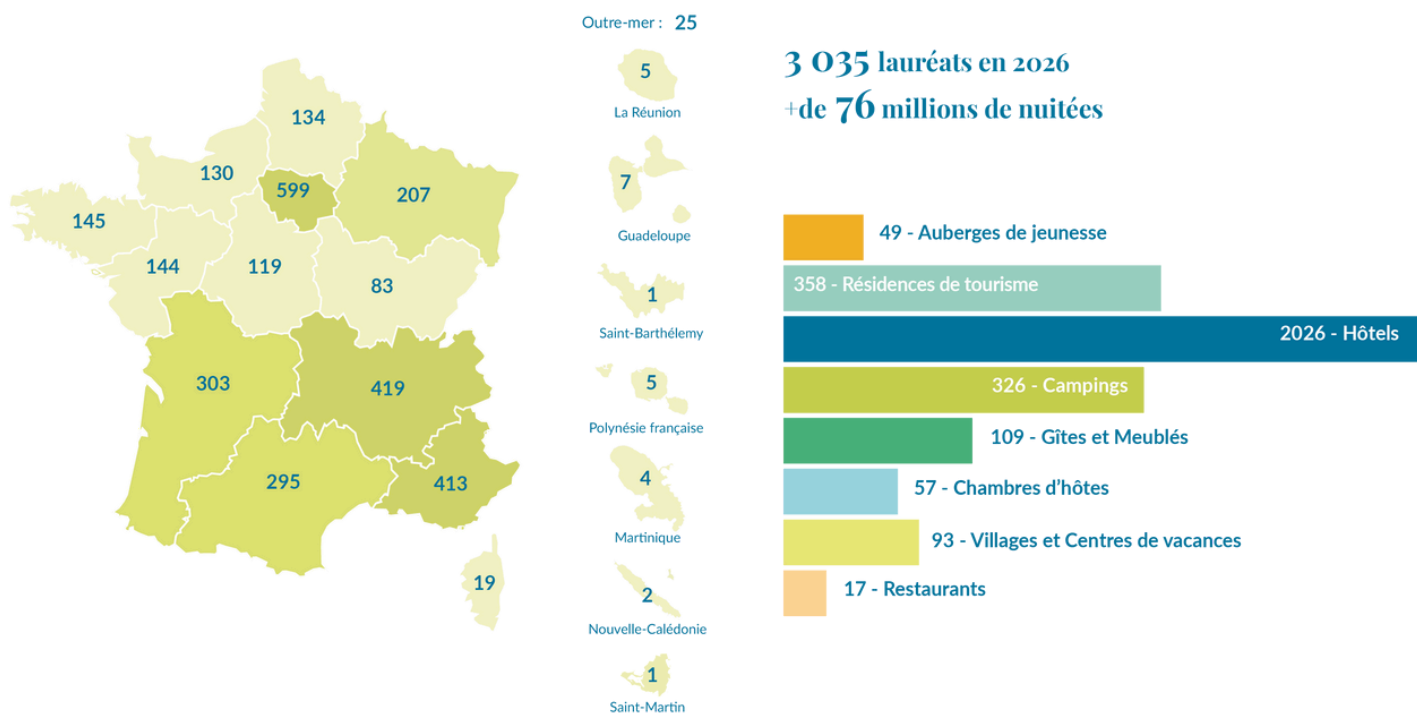 134
130
599
207
145
144
119
83
303
419
295
413
19
Outre-mer : 25
5
La Réunion
7
Guadeloupe
1
Saint-Barthélemy
5
Polynésie française
4
Martinique
2
Nouvelle-Calédonie
1
Saint-Martin
3 035 lauréats en 2026
+de 76 millions de nuitées
49 - Auberges de jeunesse
358 - Résidences de tourisme
2026 - Hôtels
326 - Campings
109 - Gîtes et Meublés
57 - Chambres d’hôtes
93 - Villages et Centres de vacances
17 - Restaurants